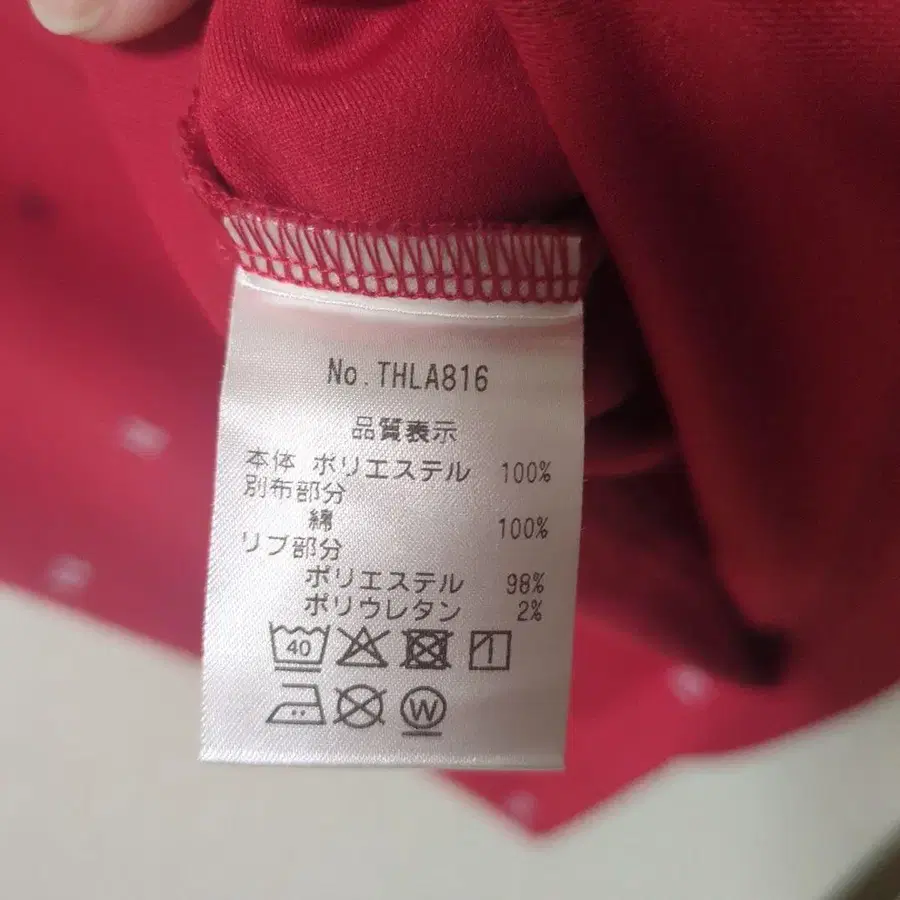 No.THLA816
品質表示
本体 ポリエステル 100%
別布部分
綿 100%
リブ部分
ポリエステル 98%
ポリウレタン 2%
40
W